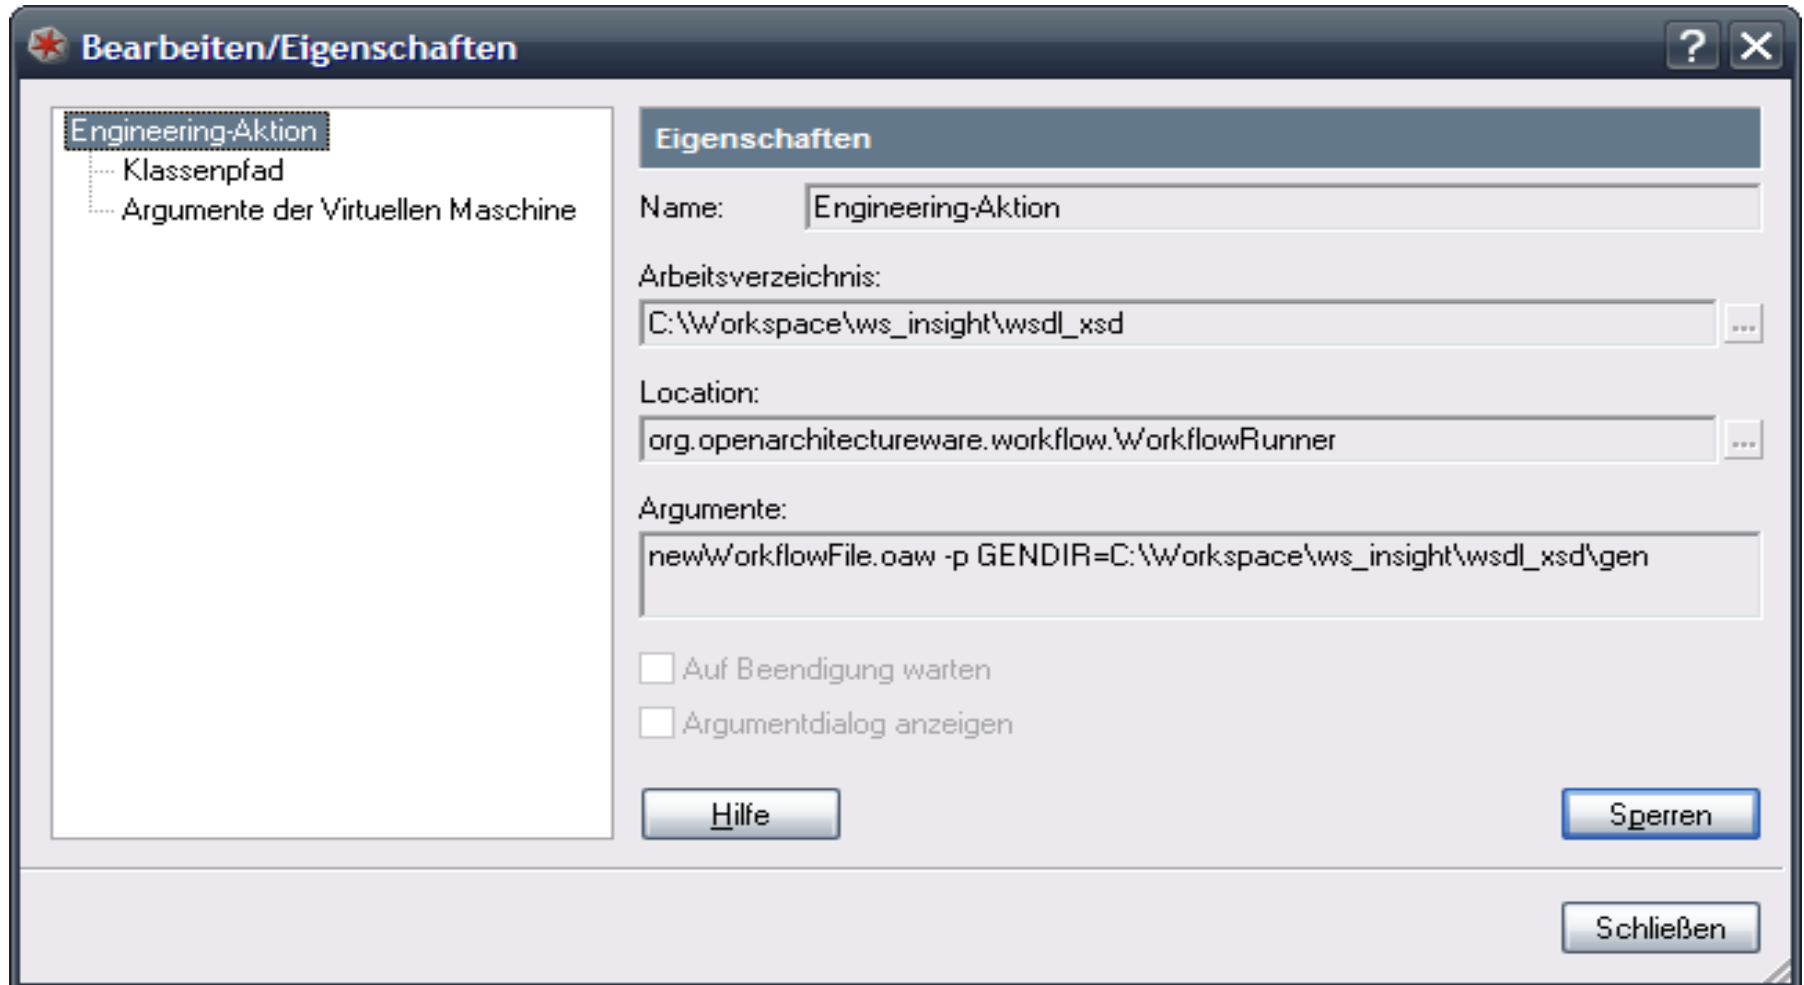 Bearbeiten/Eigenschaften
Engineering-Aktion
Klassenpfad
Argumente der Virtuellen Maschine
Eigenschaften
Name: Engineering-Aktion
Arbeitsverzeichnis:
C:\Workspace\ws_insight\wsdl_xsd
...
Location:
org.openarchitectureware.workflow.WorkflowRunner
...
Argumente:
newWorkflowFile.oaw -p GENDIR=C:\Workspace\ws_insight\wsdl_xsd\gen
Auf Beendigung warten
Argumentdialog anzeigen
Hilfe
Sperren
Schließen